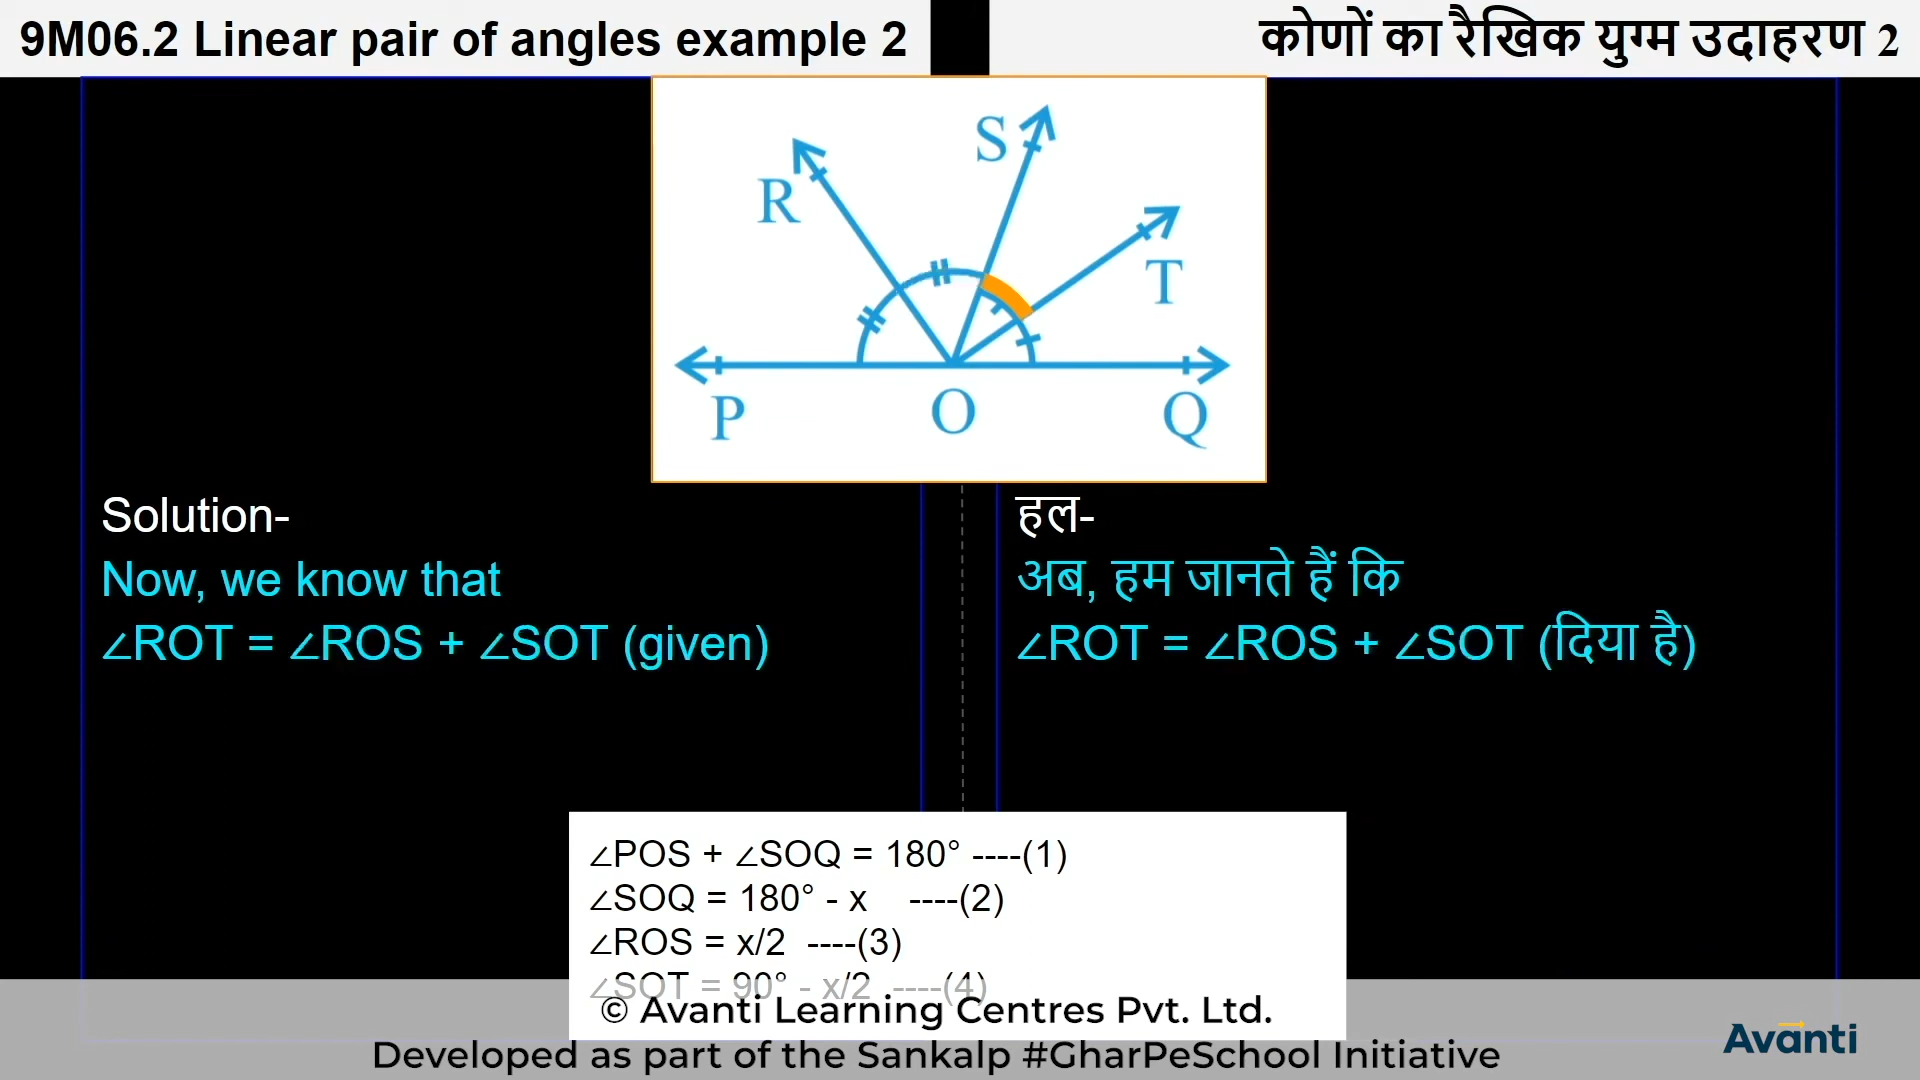 9M06.2 Linear pair of angles example 2
कोणों का रैखिक युग्म उदाहरण 2
S
R
T
P
O
Q
Solution-
Now, we know that
∠ROT = ∠ROS + ∠SOT (given)
हल-
अब, हम जानते हैं कि
∠ROT = ∠ROS + ∠SOT (दिया है)
∠POS + ∠SOQ = 180° ----(1)
∠SOQ = 180° - x ----(2)
∠ROS = x/2 ----(3)
∠SOT = 90° - x/2 ----(4)
© Avanti Learning Centres Pvt. Ltd.
Developed as part of the Sankalp #GharPeSchool Initiative
Avanti